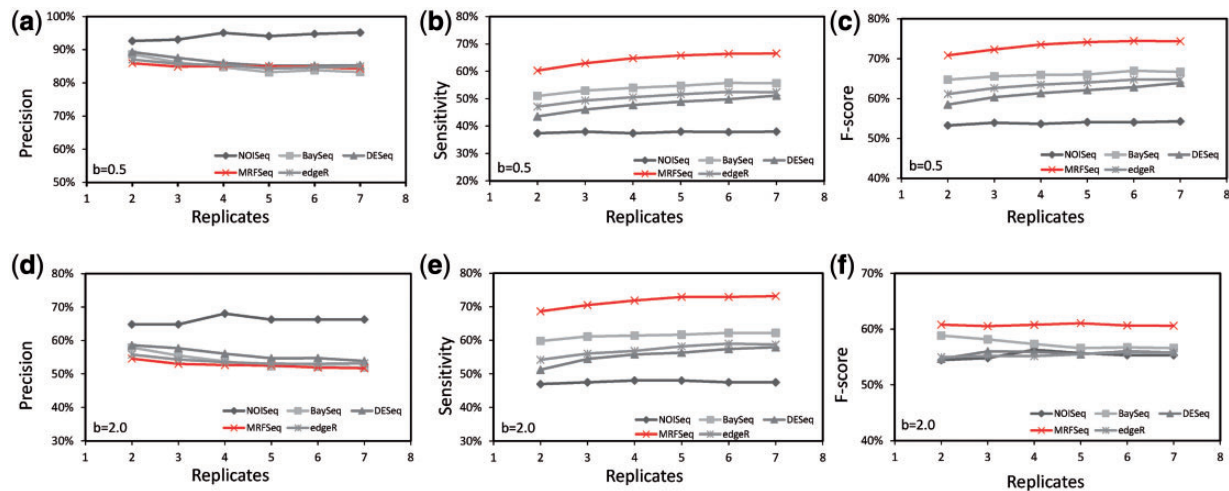 (a)
100%
90%
80%
70%
60%
50%
Precision
b=0.5
NOISeq BaySeq DESeq
MRFSeq edgeR
1 2 3 4 5 6 7 8
Replicates
(b)
80%
70%
60%
50%
40%
30%
20%
Sensitivity
b=0.5
NOISeq BaySeq DESeq
MRFSeq edgeR
1 2 3 4 5 6 7 8
Replicates
(c)
80%
70%
60%
50%
40%
F-score
b=0.5
NOISeq BaySeq DESeq
MRFSeq edgeR
1 2 3 4 5 6 7 8
Replicates
(d)
80%
70%
60%
50%
40%
30%
Precision
b=2.0
NOISeq BaySeq DESeq
MRFSeq edgeR
1 2 3 4 5 6 7 8
Replicates
(e)
80%
70%
60%
50%
40%
30%
20%
Sensitivity
b=2.0
NOISeq BaySeq DESeq
MRFSeq edgeR
1 2 3 4 5 6 7 8
Replicates
(f)
70%
60%
50%
40%
F-score
b=2.0
NOISeq BaySeq DESeq
MRFSeq edgeR
1 2 3 4 5 6 7 8
Replicates